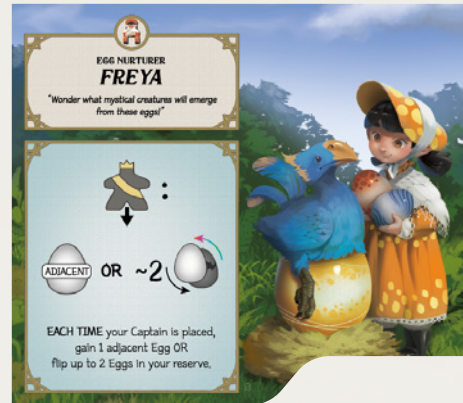 EGG NURTURER
FREYA
"Wonder what mystical creatures will emerge
from these eggs!"
:
ADJACENT OR ~2
EACH TIME your Captain is placed,
gain 1 adjacent Egg OR
flip up to 2 Eggs in your reserve.